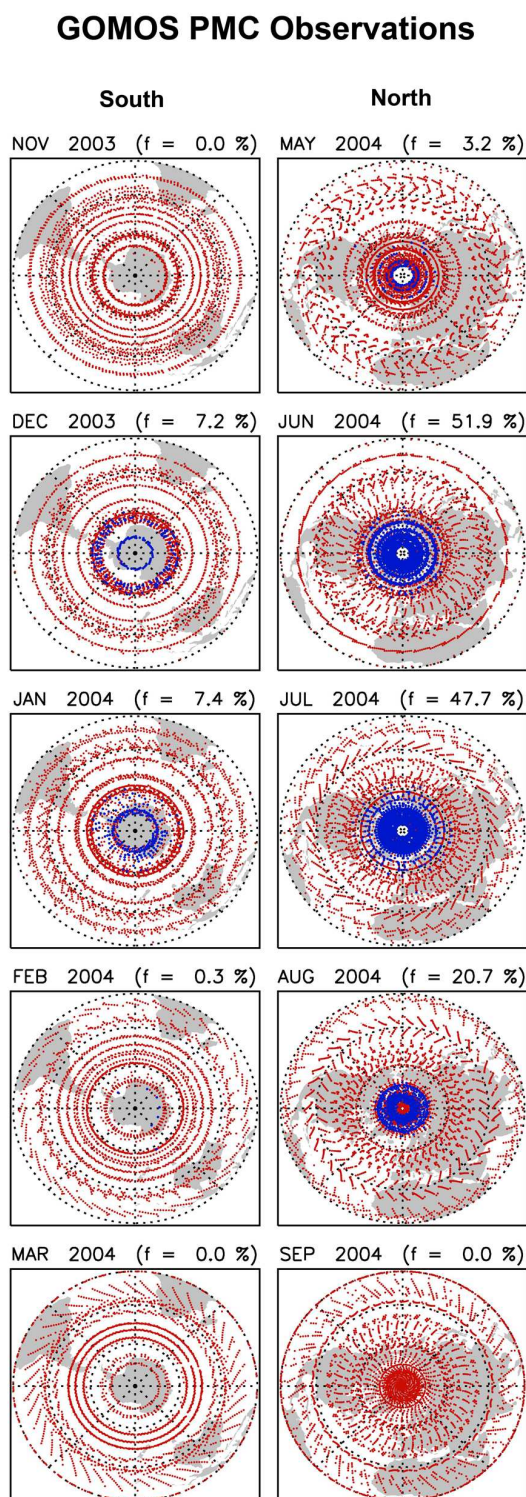 GOMOS PMC Observations
South North
NOV 2003 (f = 0.0 %) MAY 2004 (f = 3.2 %)
DEC 2003 (f = 7.2 %) JUN 2004 (f = 51.9 %)
JAN 2004 (f = 7.4 %) JUL 2004 (f = 47.7 %)
FEB 2004 (f = 0.3 %) AUG 2004 (f = 20.7 %)
MAR 2004 (f = 0.0 %) SEP 2004 (f = 0.0 %)